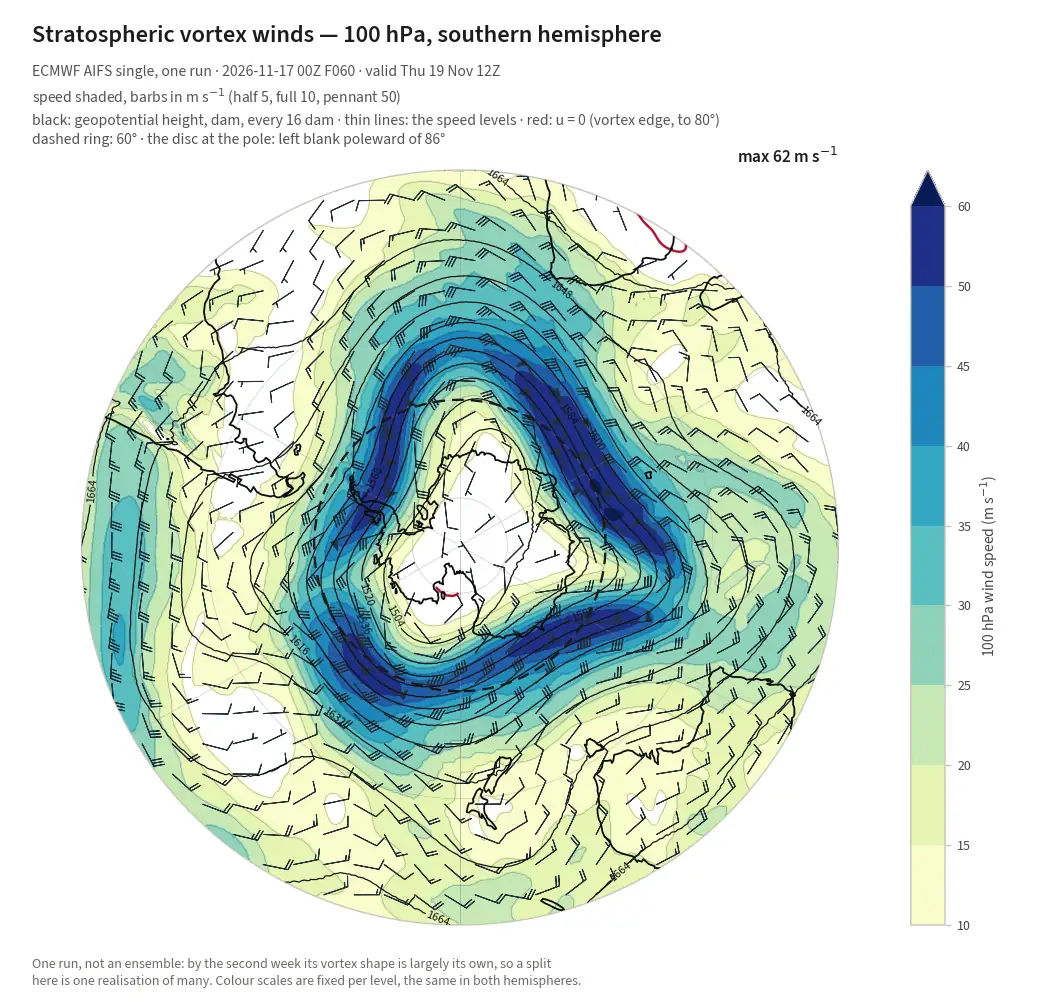 Stratospheric vortex winds — 100 hPa, southern hemisphere
ECMWF AIFS single, one run · 2026-11-17 00Z F060 · valid Thu 19 Nov 12Z
speed shaded, barbs in m s⁻¹ (half 5, full 10, pennant 50)
black: geopotential height, dam, every 16 dam · thin lines: the speed levels · red: u = 0 (vortex edge, to 80°)
dashed ring: 60° · the disc at the pole: left blank poleward of 86°
max 62 m s⁻¹
1664
1648
1664
1664
1584
1600
1568
1520
1504
1536
1616
1632
1664
1664
60
50
45
40
35
30
25
20
15
10
100 hPa wind speed (m s⁻¹)
One run, not an ensemble: by the second week its vortex shape is largely its own, so a split
here is one realisation of many. Colour scales are fixed per level, the same in both hemispheres.